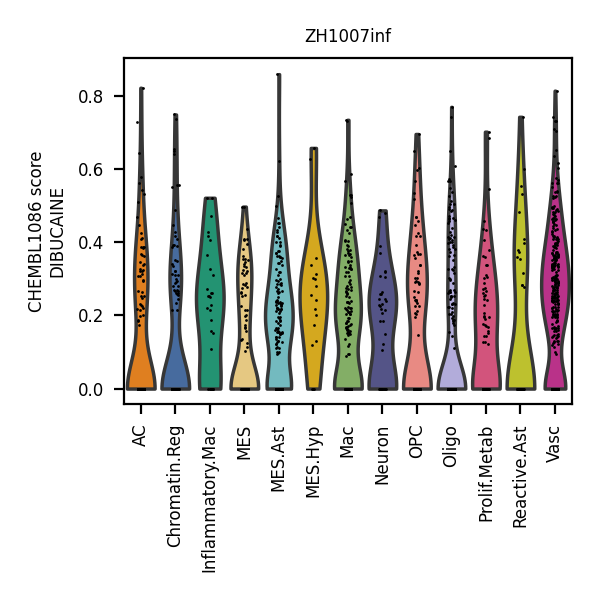 ZH1007inf
CHEMBL1086 score
DIBUCAINE
0.8
0.6
0.4
0.2
0.0
AC
Chromatin.Reg
Inflammatory.Mac
MES
MES.Ast
MES.Hyp
Mac
Neuron
OPC
Oligo
Prolif.Metab
Reactive.Ast
Vasc